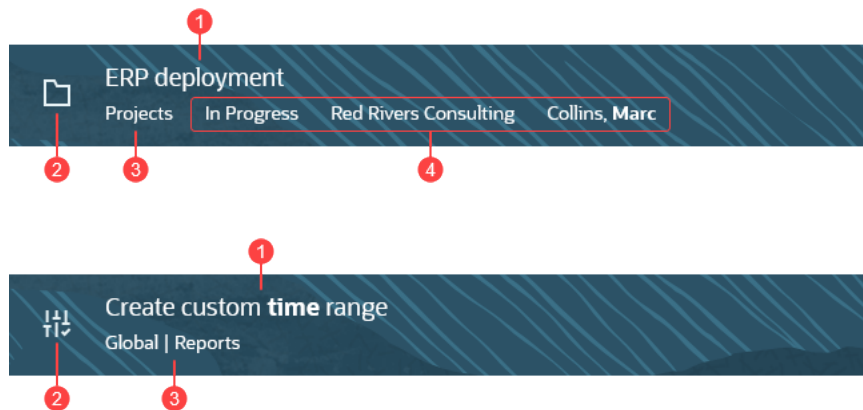 1
ERP deployment
Projects In Progress Red Rivers Consulting Collins, Marc
2 3 4
1
Create custom time range
Global | Reports
2 3